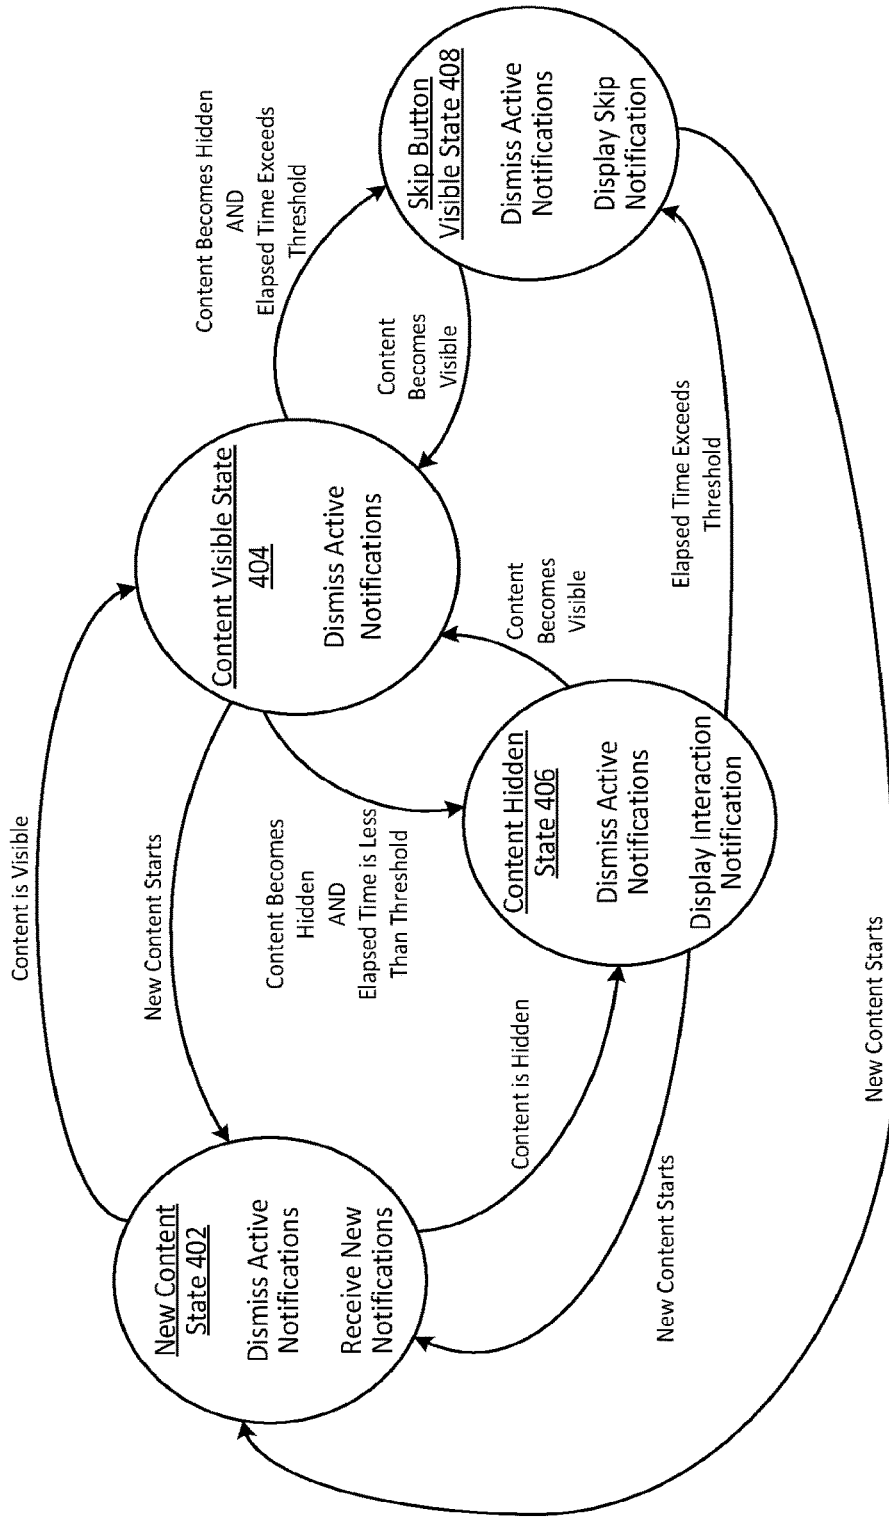 Content is Visible
New Content Starts
Content Becomes Hidden
AND
Elapsed Time Exceeds
Threshold
New Content
State 402
Dismiss Active
Notifications
Receive New
Notifications
Content Visible State
404
Dismiss Active
Notifications
Skip Button
Visible State 408
Dismiss Active
Notifications
Display Skip
Notification
Content Becomes
Hidden
AND
Elapsed Time is Less
Than Threshold
Content
Becomes
Visible
Content is Hidden
Content
Becomes
Visible
Content Hidden
State 406
Dismiss Active
Notifications
Display Interaction
Notification
New Content Starts
Elapsed Time Exceeds
Threshold
New Content Starts